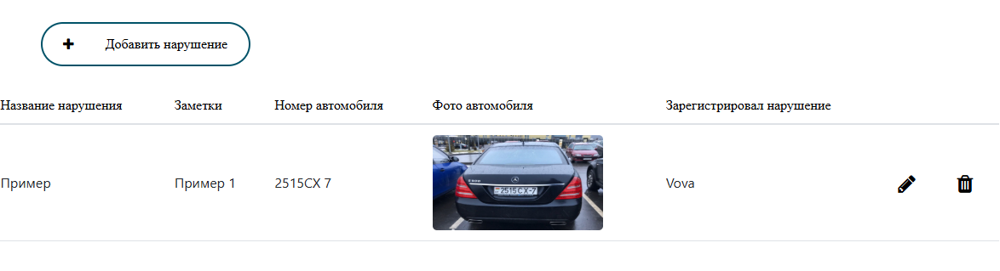 Добавить нарушение
Название нарушения Заметки Номер автомобиля Фото автомобиля Зарегистрировал нарушение
Пример Пример 1 2515CX 7 Vova
2515CX-7